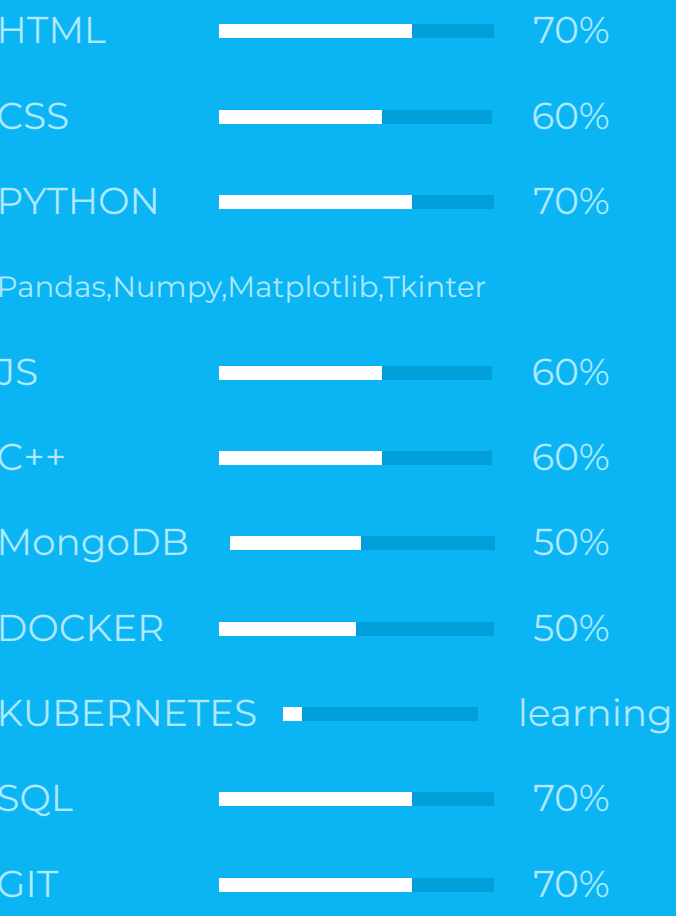 HTML 70%
CSS 60%
PYTHON 70%
Pandas,Numpy,Matplotlib,Tkinter
JS 60%
C++ 60%
MongoDB 50%
DOCKER 50%
KUBERNETES learning
SQL 70%
GIT 70%